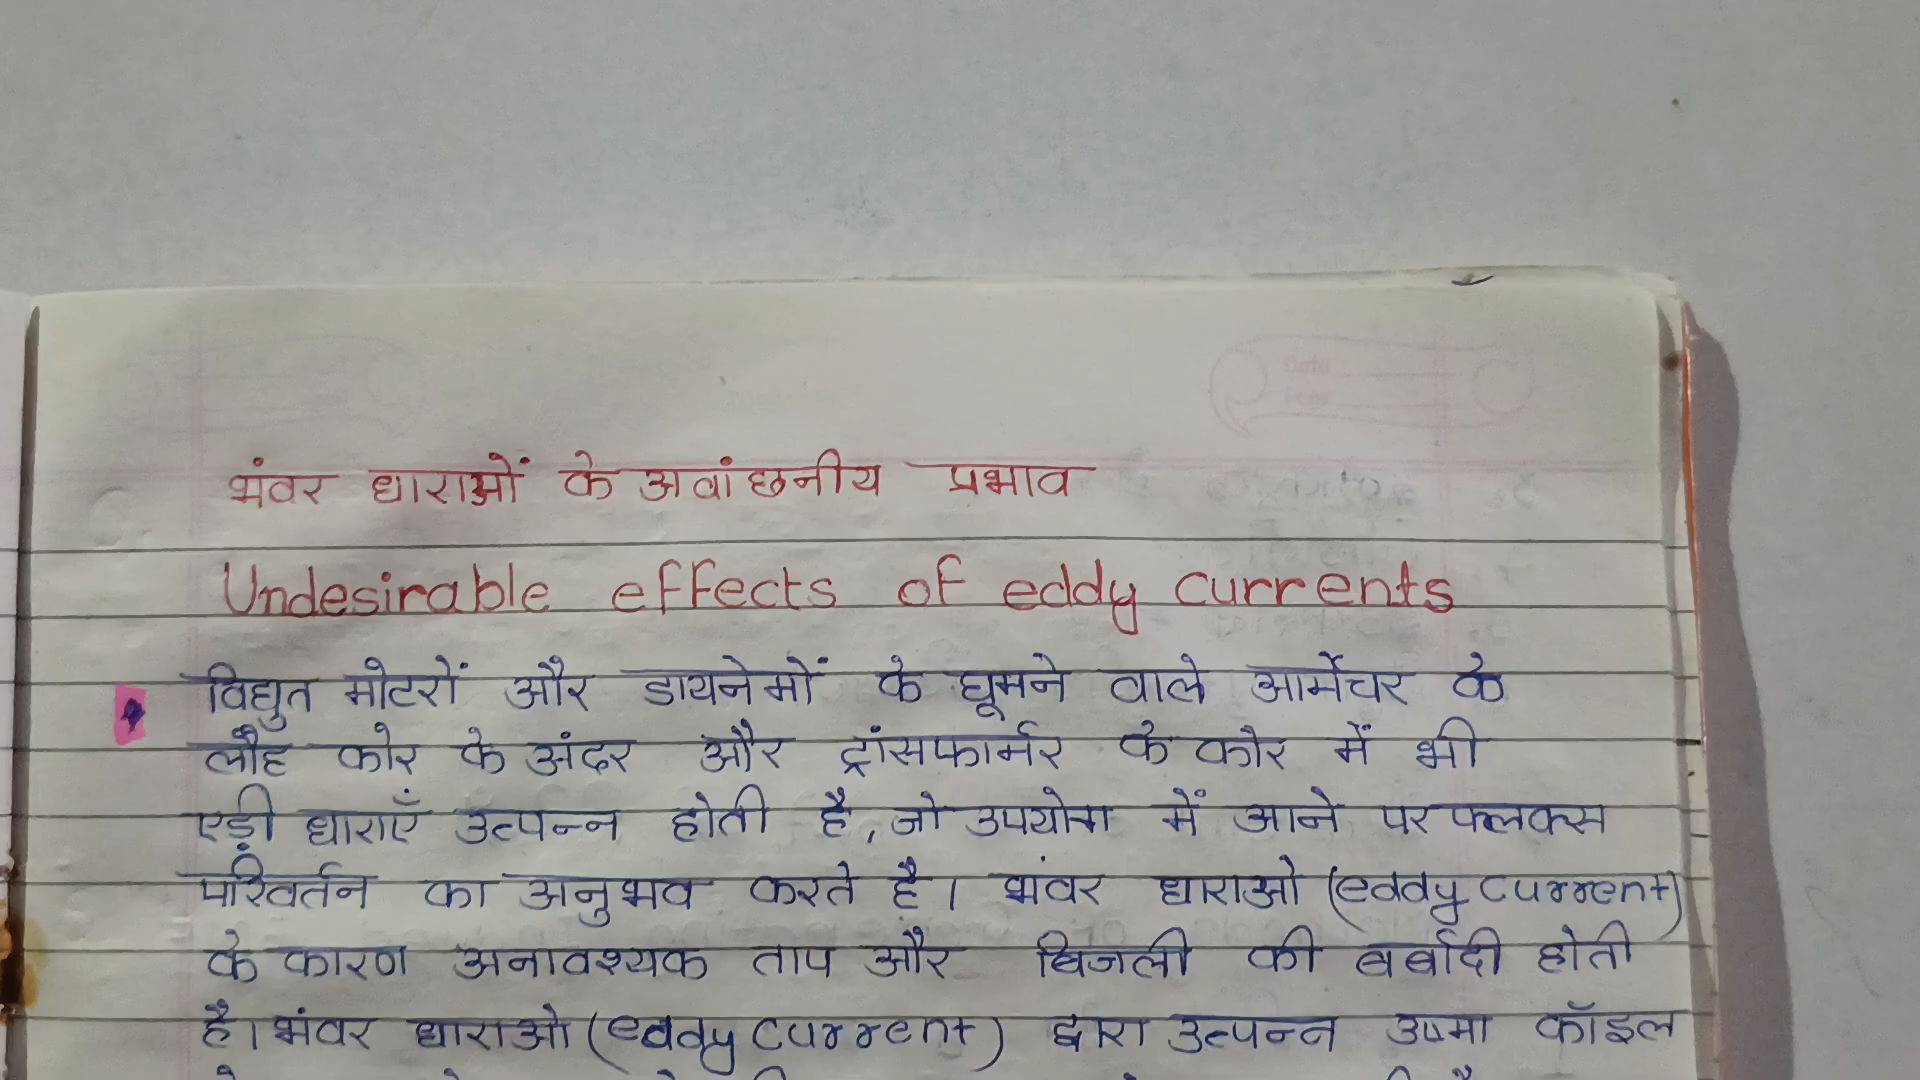 भंवर धाराओं के अवांछनीय प्रभाव
Undesirable effects of eddy currents
विद्युत मोटरों और डायनेमों के घूमने वाले आर्मेचर के
लौह कोर के अंदर और ट्रांसफार्मर के कोर में भी
एड़ी धाराएँ उत्पन्न होती है, जो उपयोग में आने पर फ्लक्स
परिवर्तन का अनुभव करते है। भंवर धाराओ (eddy current)
के कारण अनावश्यक ताप और बिजली की बर्बादी होती
है। भंवर धाराओ (eddy current) द्वारा उत्पन्न उष्मा कॉइल